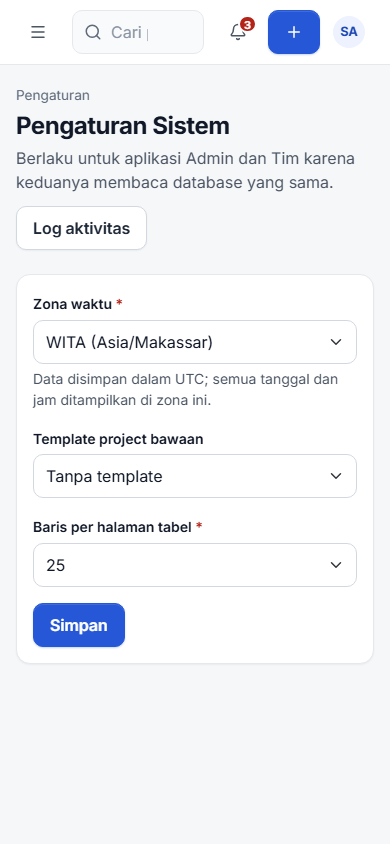 Cari
3
+
SA
Pengaturan
Pengaturan Sistem
Berlaku untuk aplikasi Admin dan Tim karena
keduanya membaca database yang sama.
Log aktivitas
Zona waktu *
WITA (Asia/Makassar)
Data disimpan dalam UTC; semua tanggal dan
jam ditampilkan di zona ini.
Template project bawaan
Tanpa template
Baris per halaman tabel *
25
Simpan